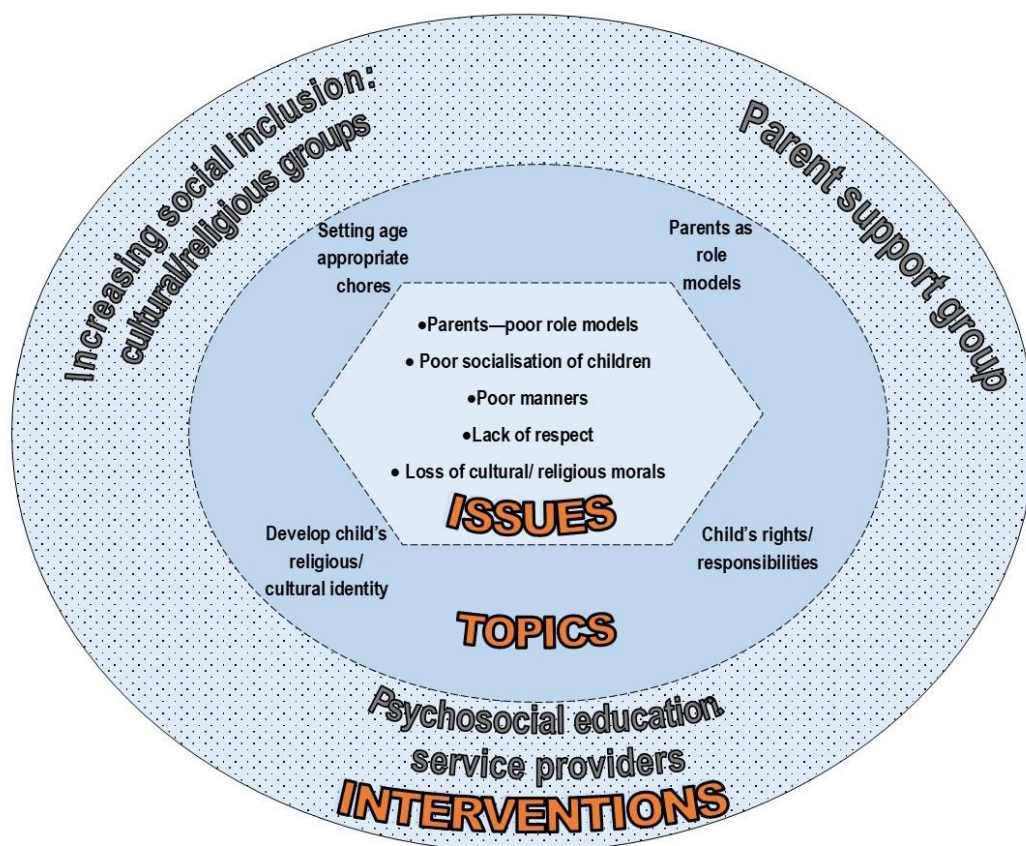 Increasing social inclusion:
cultural/religious groups
Parent support group
Setting age
appropriate
chores
Parents as
role
models
•Parents—poor role models
• Poor socialisation of children
•Poor manners
•Lack of respect
• Loss of cultural/ religious morals
ISSUES
Develop child's
religious/
cultural identity
Child's rights/
responsibilities
TOPICS
Psychosocial education
service providers
INTERVENTIONS